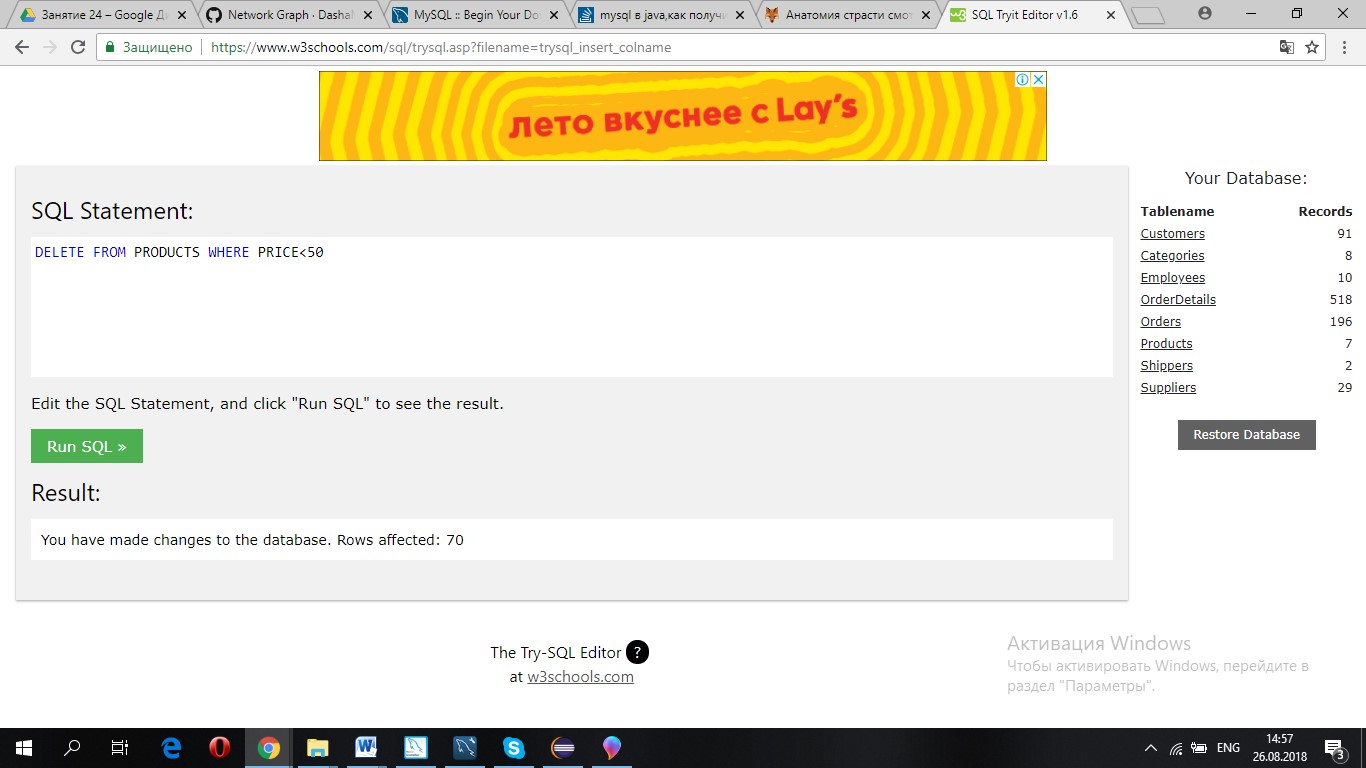 Занятие 24 – Google Ди
Network Graph · Dashal
MySQL :: Begin Your Do
mysql в java,как получи
Анатомия страсти смот
SQL Tryit Editor v1.6
Защищено
https://www.w3schools.com/sql/trysql.asp?filename=trysql_insert_colname
лето вкуснее с Lay's
SQL Statement:
DELETE FROM PRODUCTS WHERE PRICE<50
Edit the SQL Statement, and click "Run SQL" to see the result.
Run SQL »
Result:
You have made changes to the database. Rows affected: 70
Your Database:
Tablename Records
Customers 91
Categories 8
Employees 10
OrderDetails 518
Orders 196
Products 7
Shippers 2
Suppliers 29
Restore Database
The Try-SQL Editor ?
at w3schools.com
Активация Windows
Чтобы активировать Windows, перейдите в
раздел "Параметры".
ENG
14:57
26.08.2018
3